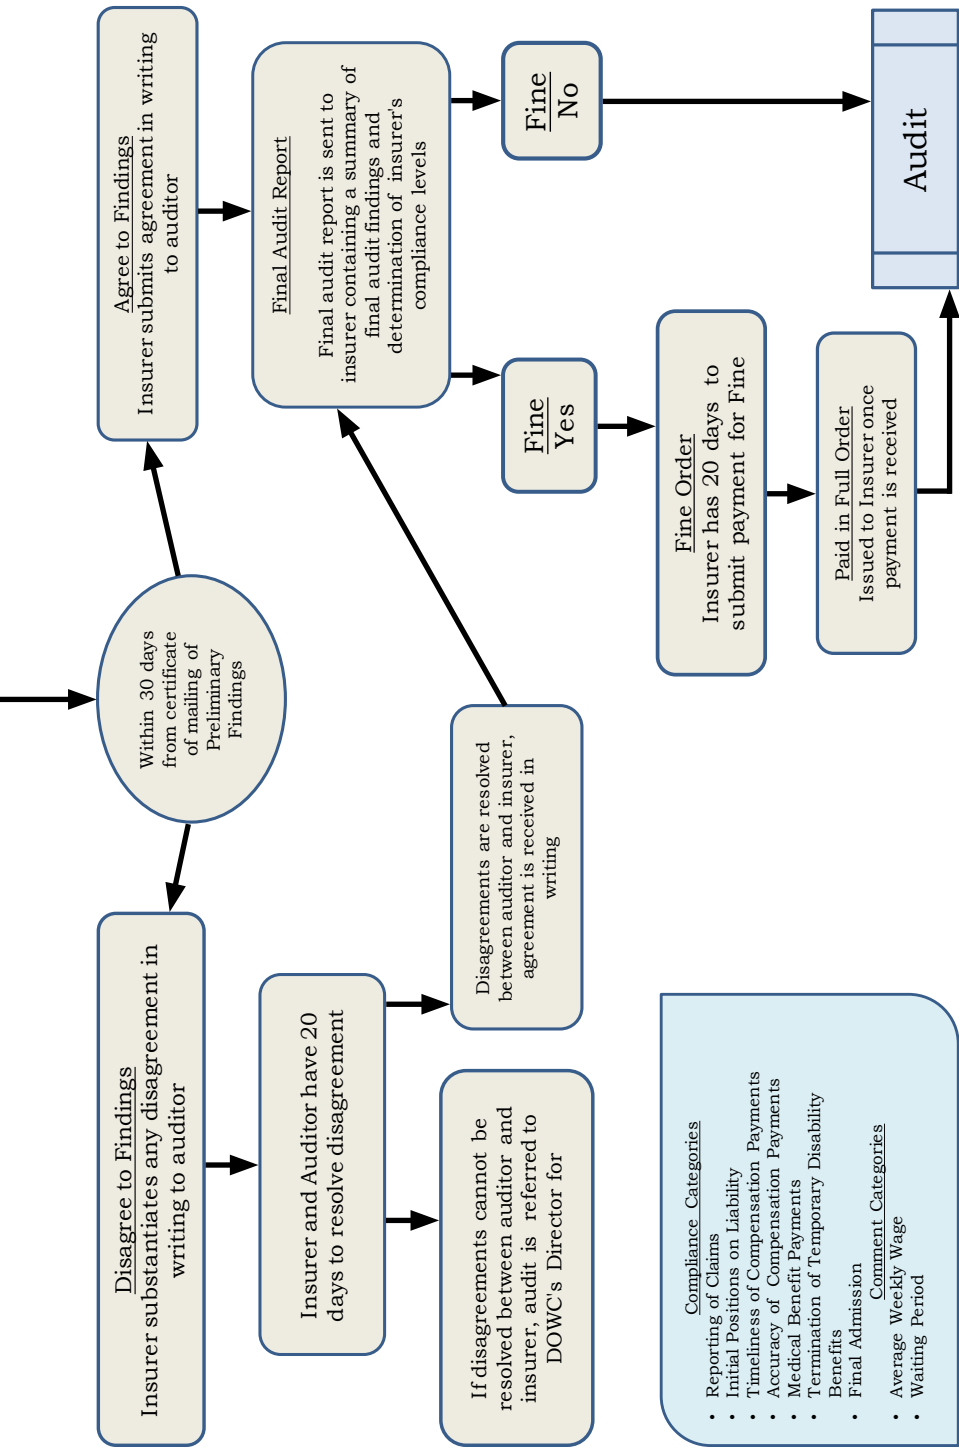 Within 30 days
from certificate
of mailing of
Preliminary
Findings
Disagree to Findings
Insurer substantiates any disagreement in
writing to auditor
Agree to Findings
Insurer submits agreement in writing
to auditor
Insurer and Auditor have 20
days to resolve disagreement
If disagreements cannot be
resolved between auditor and
insurer, audit is referred to
DOWC's Director for
Disagreements are resolved
between auditor and insurer,
agreement is received in
writing
Final Audit Report
Final audit report is sent to
insurer containing a summary of
final audit findings and
determination of insurer's
compliance levels
Fine
Yes
Fine
No
Fine Order
Insurer has 20 days to
submit payment for Fine
Paid in Full Order
Issued to Insurer once
payment is received
Audit
Compliance Categories
• Reporting of Claims
• Initial Positions on Liability
• Timeliness of Compensation Payments
• Accuracy of Compensation Payments
• Medical Benefit Payments
• Termination of Temporary Disability
Benefits
• Final Admission
Comment Categories
• Average Weekly Wage
• Waiting Period